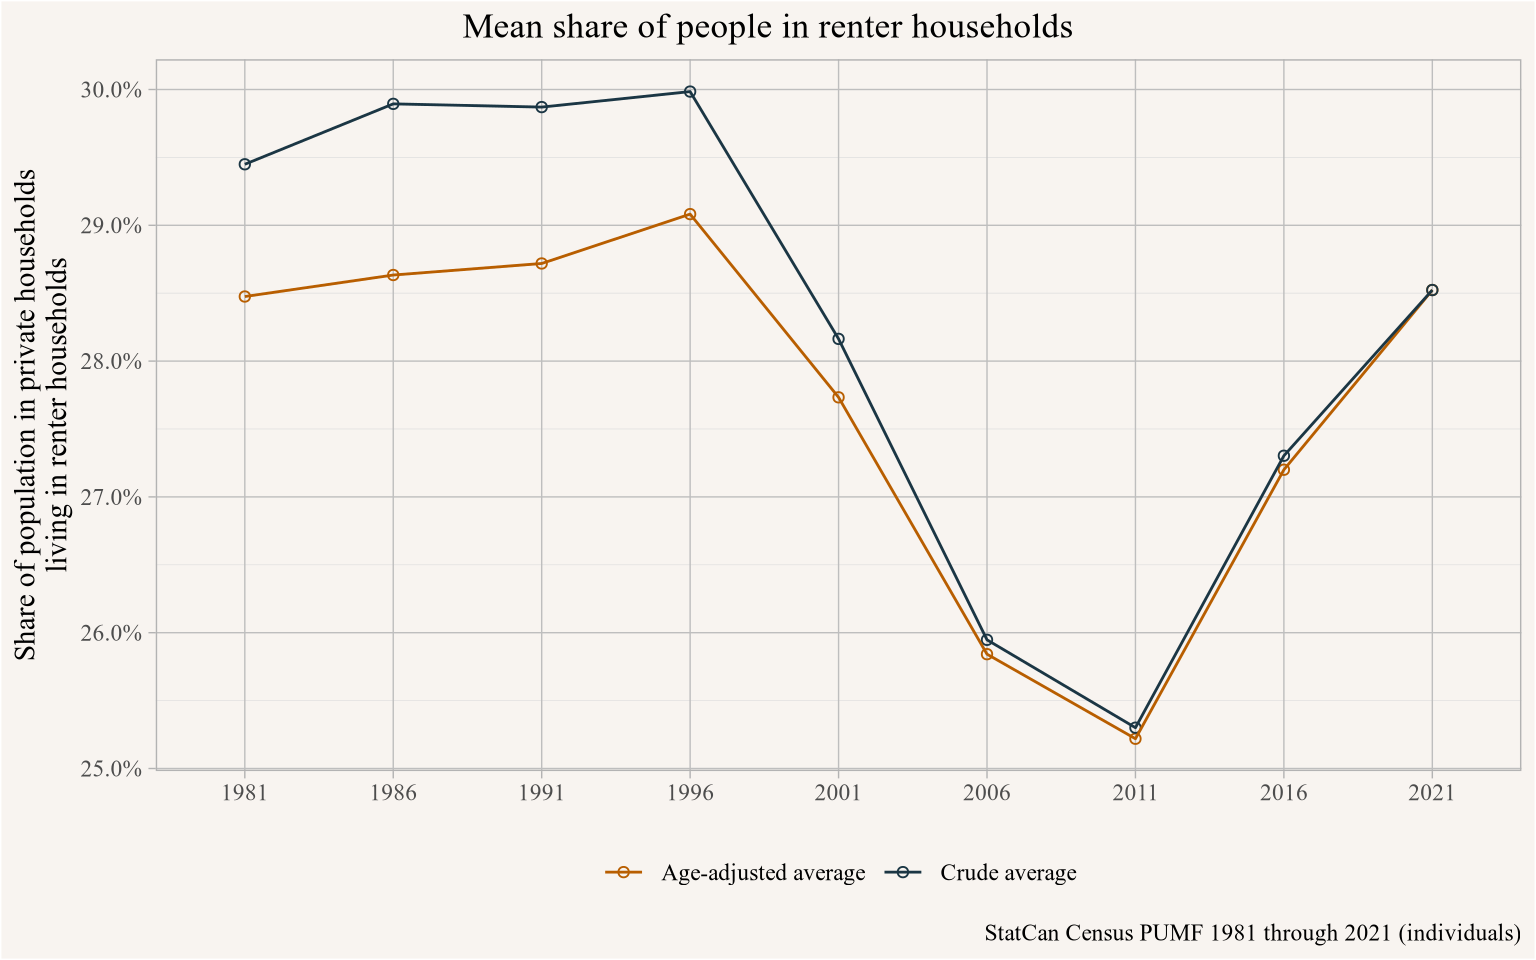 Mean share of people in renter households
Share of population in private households
living in renter households
30.0%
29.0%
28.0%
27.0%
26.0%
25.0%
1981 1986 1991 1996 2001 2006 2011 2016 2021
Age-adjusted average Crude average
StatCan Census PUMF 1981 through 2021 (individuals)